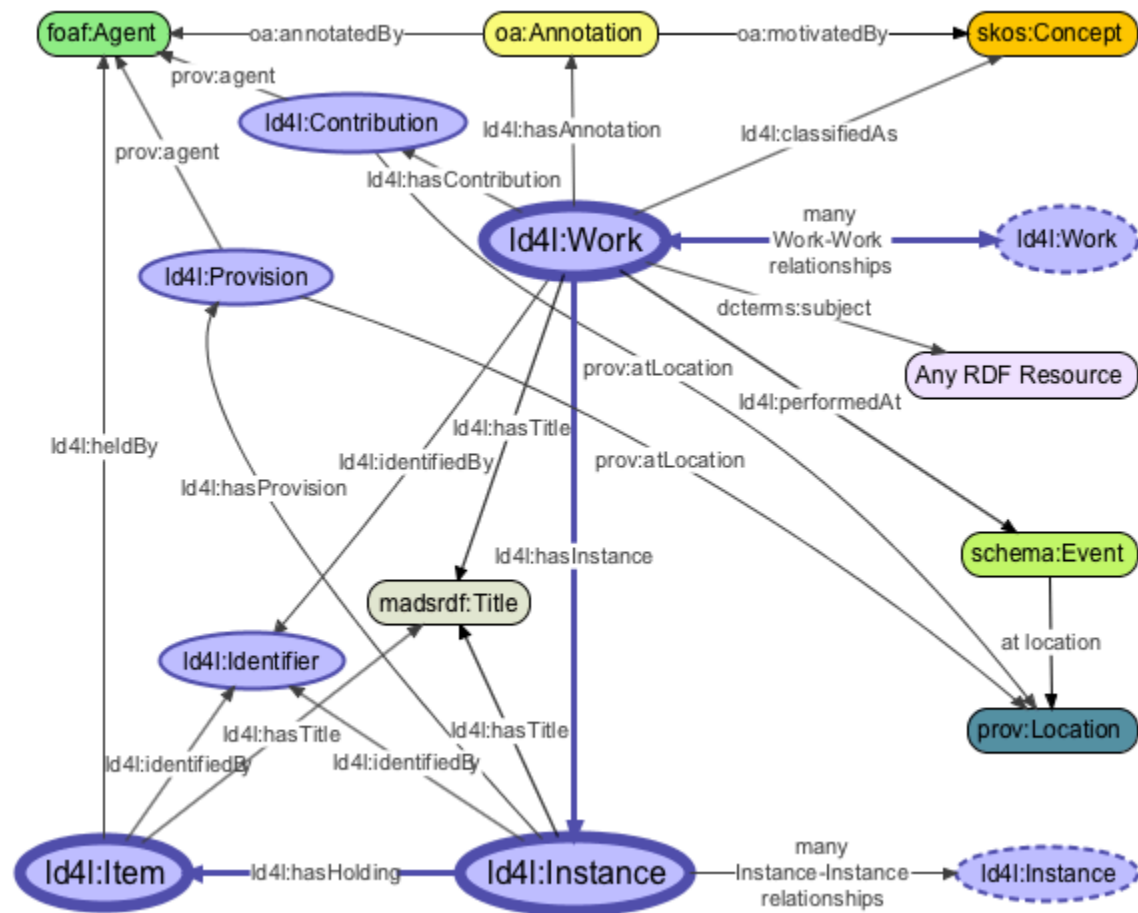 foaf:Agent
oa:annotatedBy
oa:Annotation
oa:motivatedBy
skos:Concept
prov:agent
ld4l:Contribution
ld4l:hasAnnotation
ld4l:classifiedAs
prov:agent
ld4l:hasContribution
many
Work-Work
relationships
ld4l:Work
ld4l:Work
ld4l:Provision
dcterms:subject
prov:atLocation
Any RDF Resource
ld4l:performedAt
ld4l:heldBy
ld4l:hasTitle
ld4l:identifiedBy
prov:atLocation
ld4l:hasProvision
ld4l:hasInstance
schema:Event
madsrdf:Title
at location
ld4l:Identifier
ld4l:hasTitle
ld4l:hasTitle
prov:Location
ld4l:identifiedBy
ld4l:identifiedBy
ld4l:Item
ld4l:hasHolding
ld4l:Instance
many
Instance-Instance
relationships
ld4l:Instance